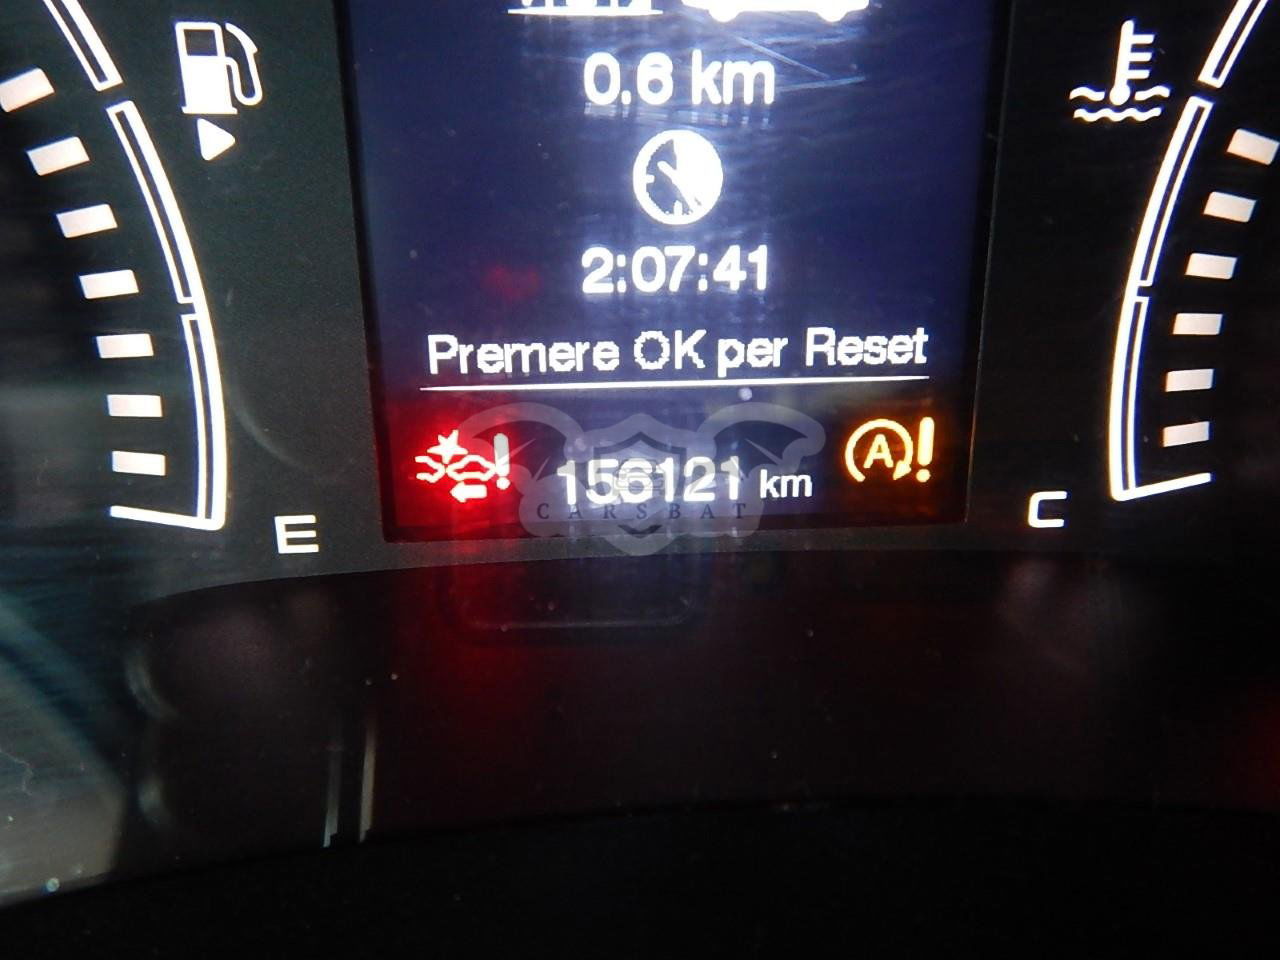 0.6 km
2:07:41
Premere OK per Reset
A! 
156121 km
CARSBAT
E
C